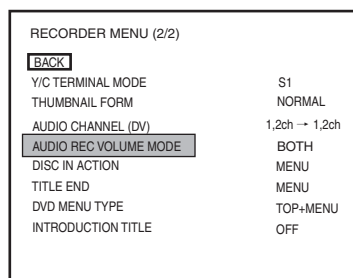 RECORDER MENU (2/2)
BACK
Y/C TERMINAL MODE S1
THUMBNAIL FORM NORMAL
AUDIO CHANNEL (DV) 1,2ch → 1,2ch
AUDIO REC VOLUME MODE BOTH
DISC IN ACTION MENU
TITLE END MENU
DVD MENU TYPE TOP+MENU
INTRODUCTION TITLE OFF